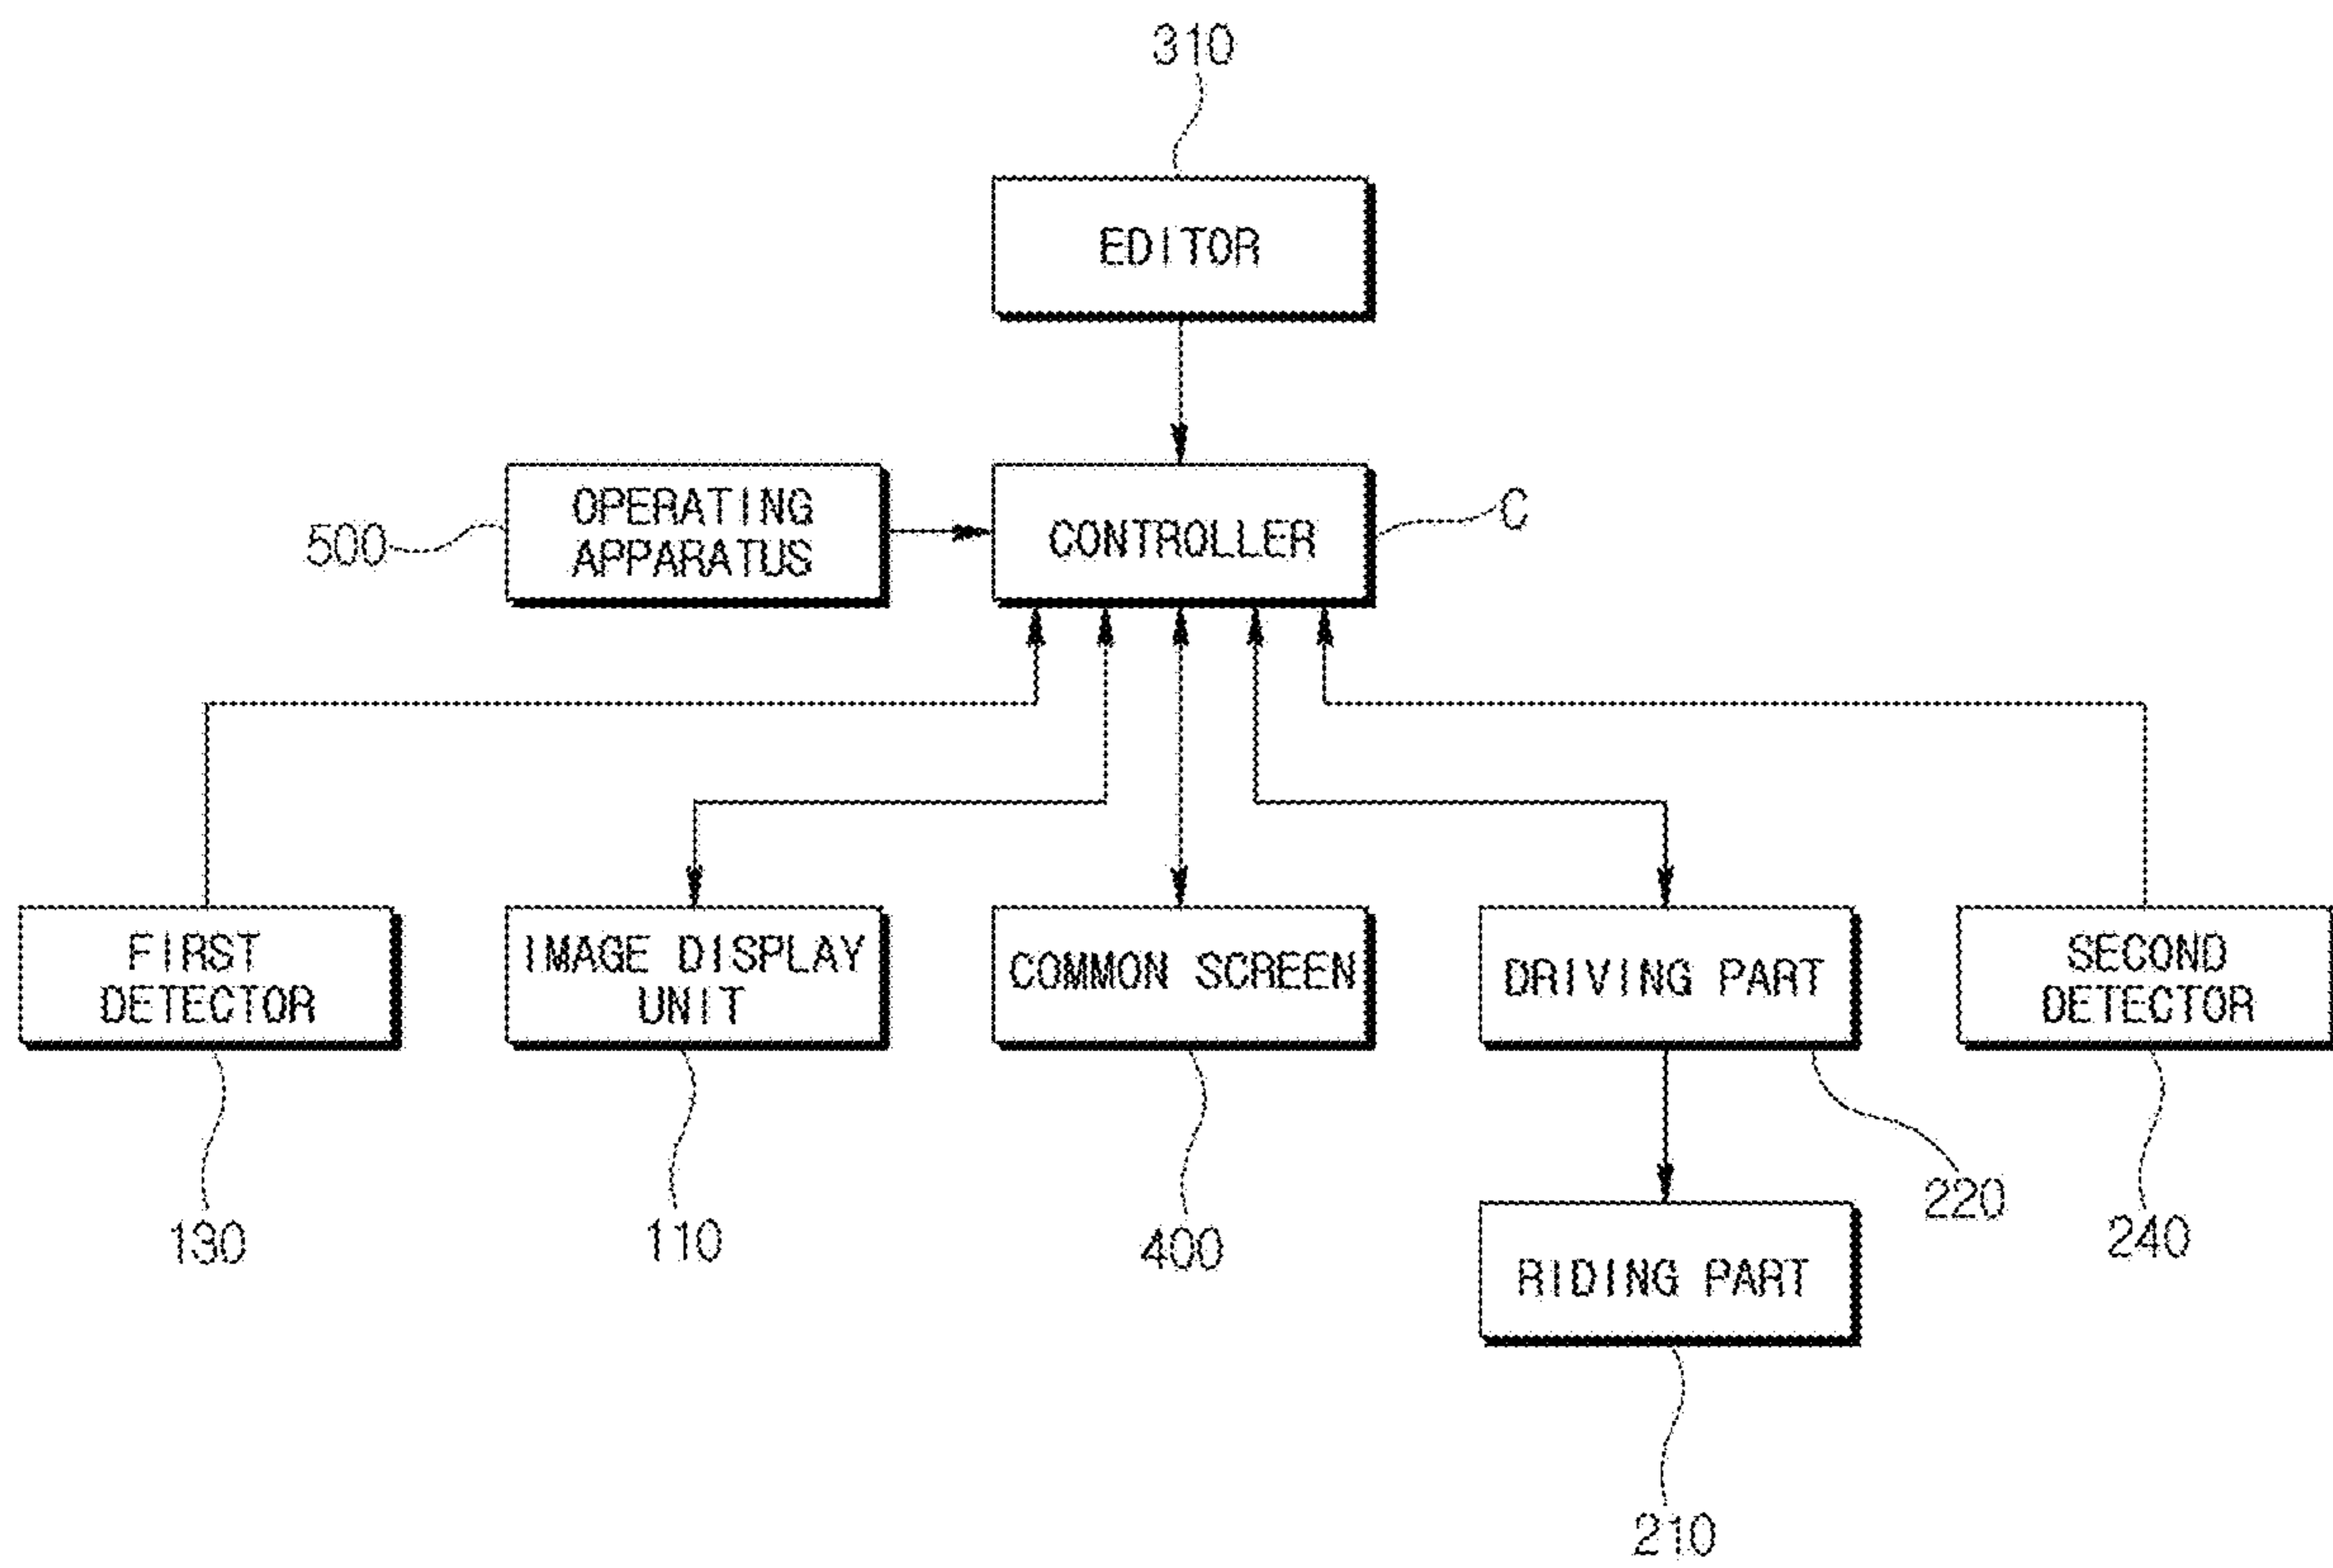 310
EDITOR
OPERATING
APPARATUS
500
CONTROLLER
C
FIRST
DETECTOR
IMAGE DISPLAY
UNIT
COMMON SCREEN
DRIVING PART
SECOND
DETECTOR
130
110
400
220
240
RIDING PART
210